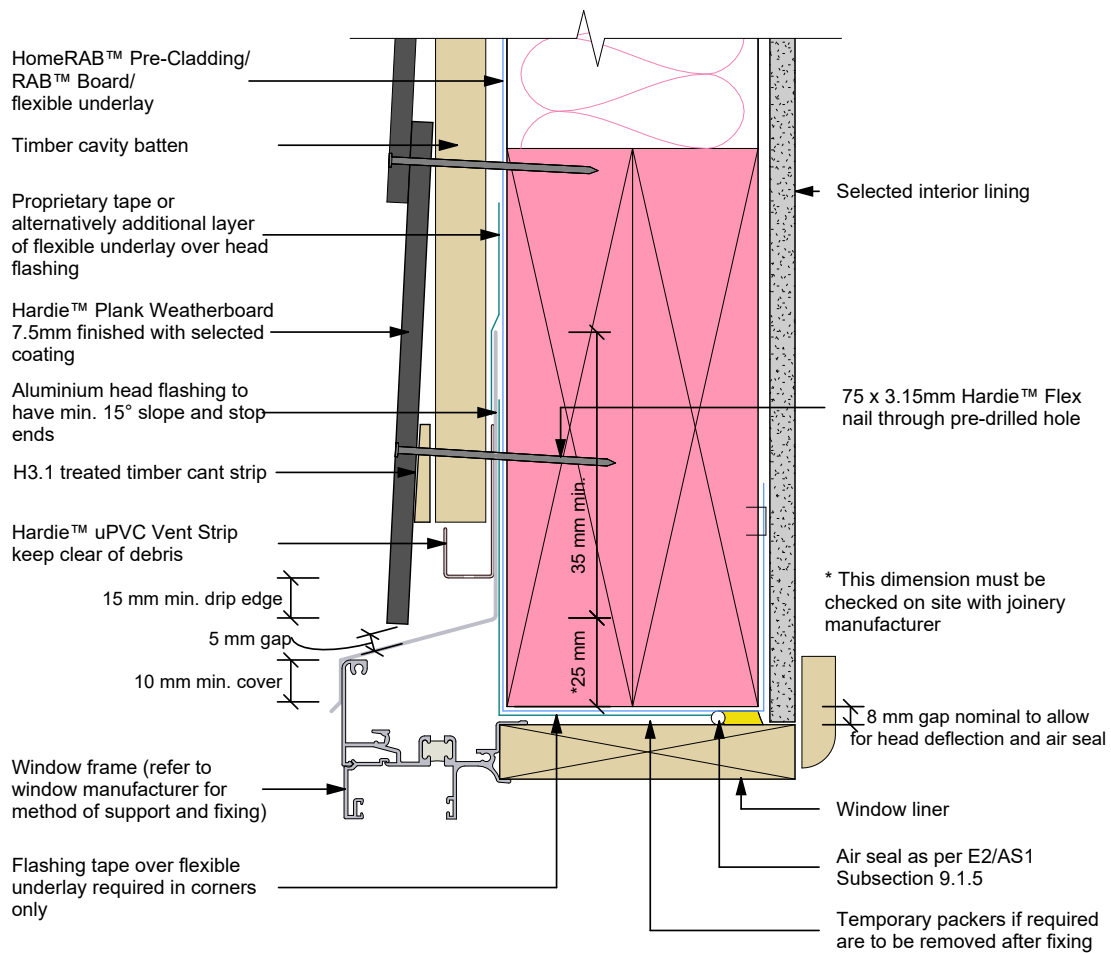 HomeRAB™ Pre-Cladding/
RAB™ Board/
flexible underlay
Timber cavity batten
Proprietary tape or
alternatively additional layer
of flexible underlay over head
flashing
Hardie™ Plank Weatherboard
7.5mm finished with selected
coating
Aluminium head flashing to
have min. 15° slope and stop
ends
H3.1 treated timber cant strip
Hardie™ uPVC Vent Strip
keep clear of debris
15 mm min. drip edge
5 mm gap
10 mm min. cover
Window frame (refer to
window manufacturer for
method of support and fixing)
Flashing tape over flexible
underlay required in corners
only
35 mm min.
*25 mm
Selected interior lining
75 x 3.15mm Hardie™ Flex
nail through pre-drilled hole
* This dimension must be
checked on site with joinery
manufacturer
8 mm gap nominal to allow
for head deflection and air seal
Window liner
Air seal as per E2/AS1
Subsection 9.1.5
Temporary packers if required
are to be removed after fixing